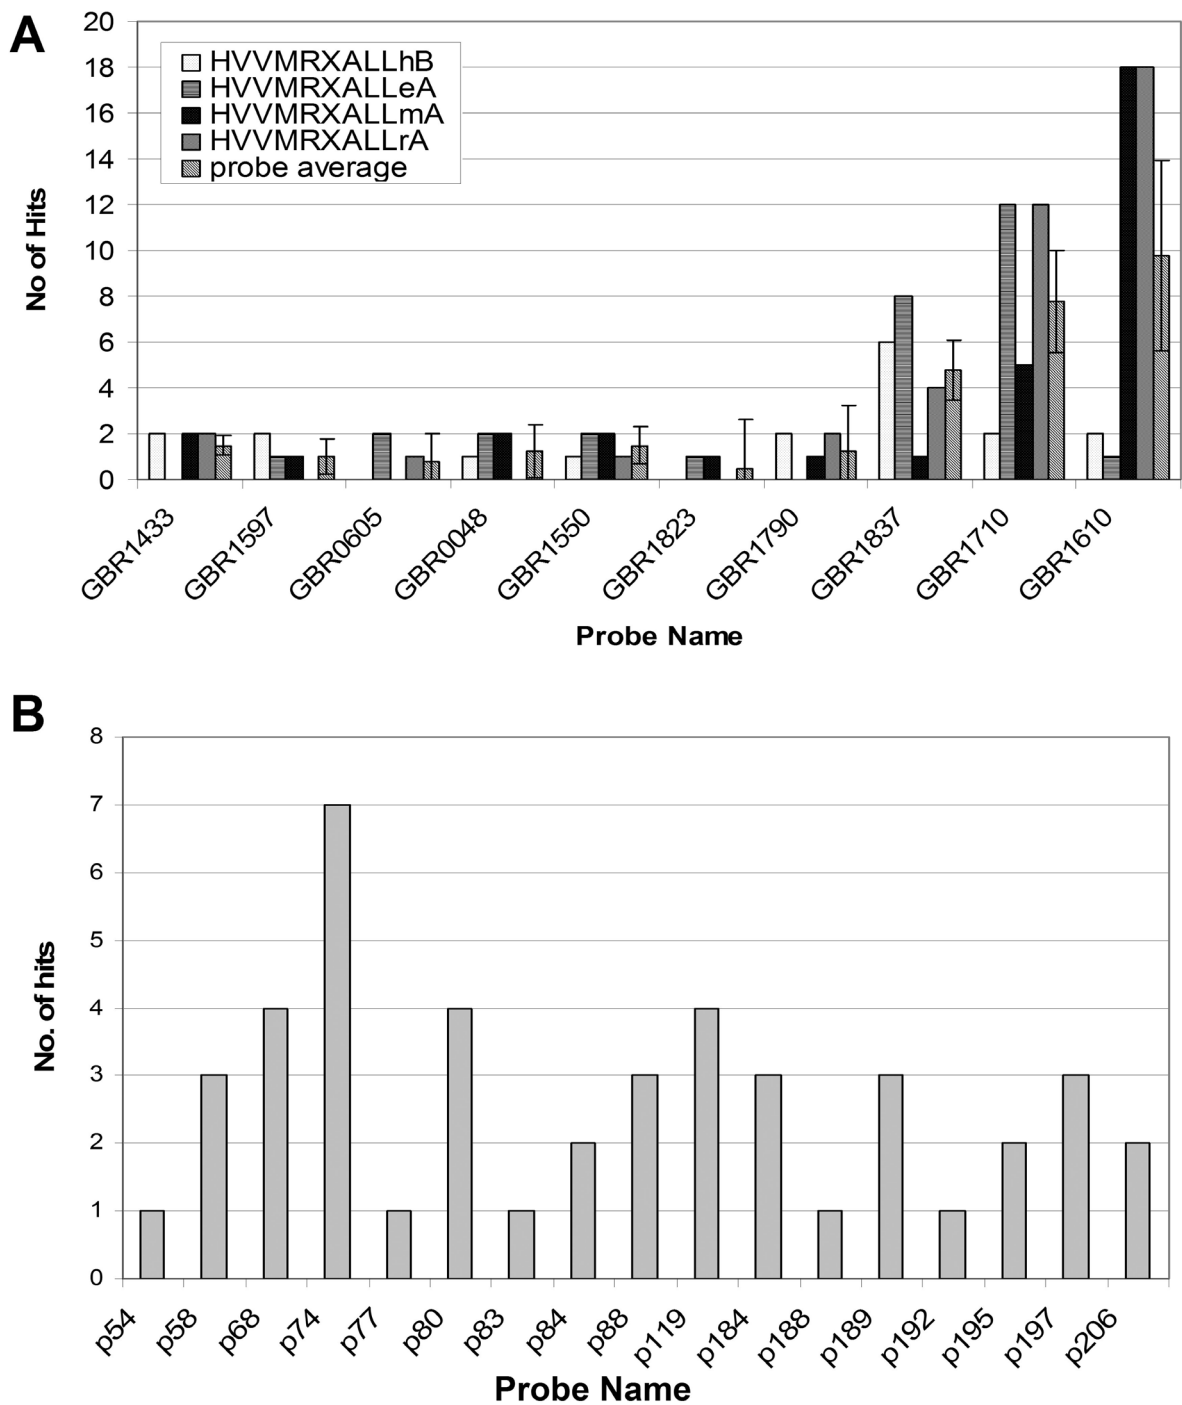 A
20
18
16
14
12
10
8
6
4
2
0
No of Hits
HVVMRXALLhB
HVVMRXALLeA
HVVMRXALLmA
HVVMRXALLrA
probe average
GBR1433
GBR1597
GBR0605
GBR0048
GBR1550
GBR1823
GBR1790
GBR1837
GBR1710
GBR1610
Probe Name
B
8
7
6
5
4
3
2
1
0
No. of hits
p54
p58
p68
p74
p77
p80
p83
p84
p88
p119
p184
p188
p189
p192
p195
p197
p206
Probe Name